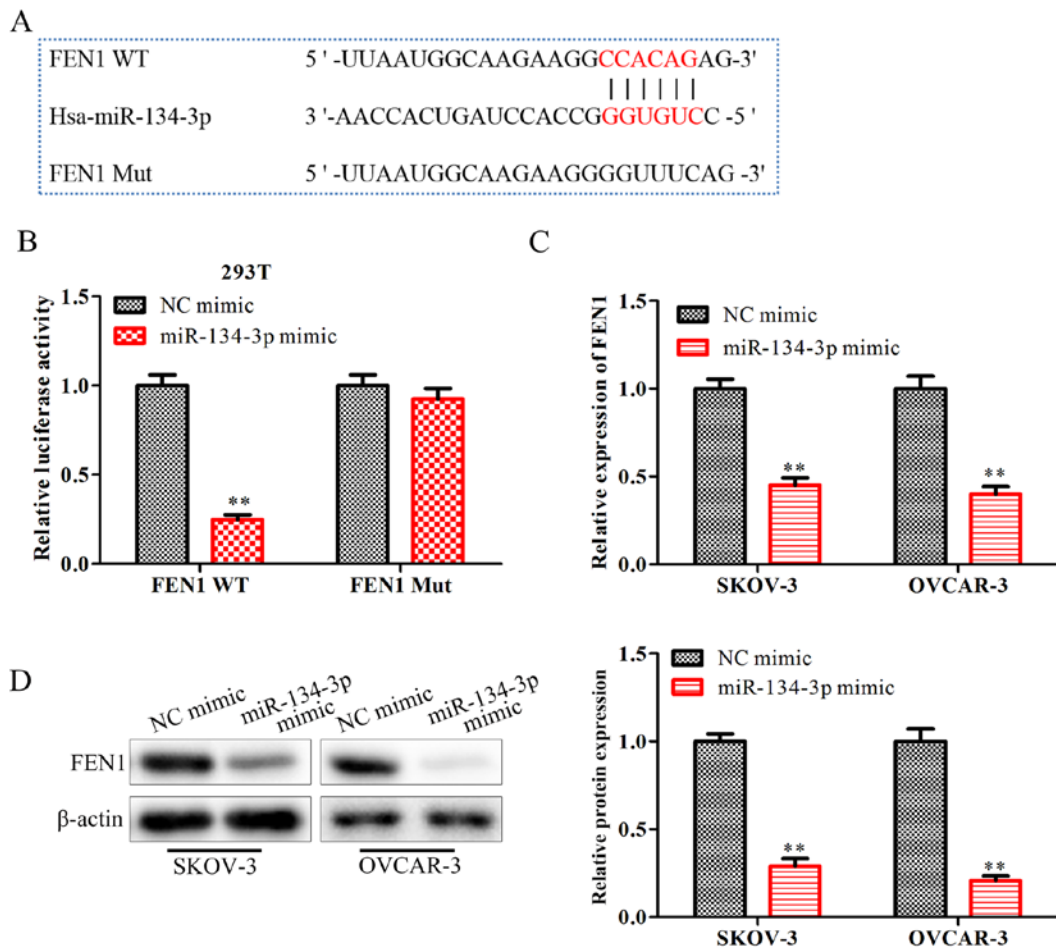 A
FEN1 WT 5 ' -UUAAUGGCAAGAAGGCCACAGAG-3'
Hsa-miR-134-3p 3 '-AACCACUGAUCCACCGGGUGUCC -5 '
FEN1 Mut 5 ' -UUAAUGGCAAGAAGGGGUUUCAG -3'
B
293T
NC mimic
miR-134-3p mimic
Relative luciferase activity
1.5
1.0
0.5
0.0
**
FEN1 WT FEN1 Mut
C
NC mimic
miR-134-3p mimic
Relative expression of FEN1
1.5
1.0
0.5
0.0
** **
SKOV-3 OVCAR-3
D
NC mimic miR-134-3p mimic NC mimic miR-134-3p mimic
FEN1
β-actin
SKOV-3 OVCAR-3
NC mimic
miR-134-3p mimic
Relative protein expression
1.5
1.0
0.5
0.0
** **
SKOV-3 OVCAR-3